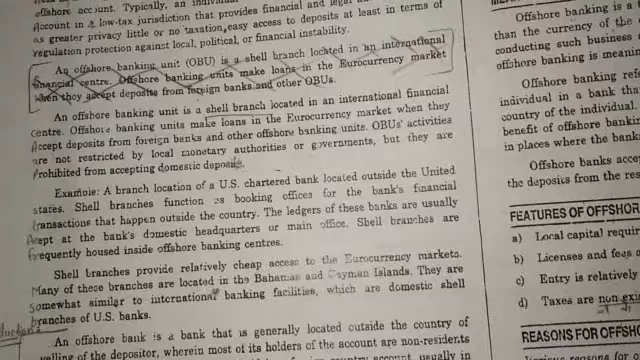 offshore account. Typically, an individual
Account in a low-tax jurisdiction that provides financial and legal
as greater privacy little or no taxation, easy access to deposits at least in terms of
regulation protection against local, political, or financial instability.
An offshore banking unit (OBU) is a shell branch located in an international
financial centre. Offshore banking units make loans in the Eurocurrency market
when they accept deposits from foreign banks and other OBUs.
An offshore banking unit is a shell branch located in an international financial
centre. Offshore banking units make loans in the Eurocurrency market when they
Accept deposits from foreign banks and other offshore banking units. OBUs' activities
are not restricted by local monetary authorities or governments, but they are
Prohibited from accepting domestic deposits.
Example: A branch location of a U.S. chartered bank located outside the United
states. Shell branches function as booking offices for the bank's financial
transactions that happen outside the country. The ledgers of these banks are usually
kept at the bank's domestic headquarters or main office. Shell branches are
frequently housed inside offshore banking centres.
Shell branches provide relatively cheap access to the Eurocurrency markets.
Many of these branches are located in the Bahamas and Cayman Islands. They are
somewhat similar to international banking facilities, which are domestic shell
branches of U.S. banks.
An offshore bank is a bank that is generally located outside the country of
of the depositor, wherein most of its holders of the account are non-residents
country account usually in
Offshore banking is a
than the currency of the
conducting such business
offshore banking is
Offshore banking
individual in a bank
country of the individual.
benefit of offshore
in places where the
Offshore banks
the deposits from the
FEATURES OF
a) Local capital
b) Licenses and fees
c) Entry is relatively
d) Taxes are non
REASONS FOR
reasons for